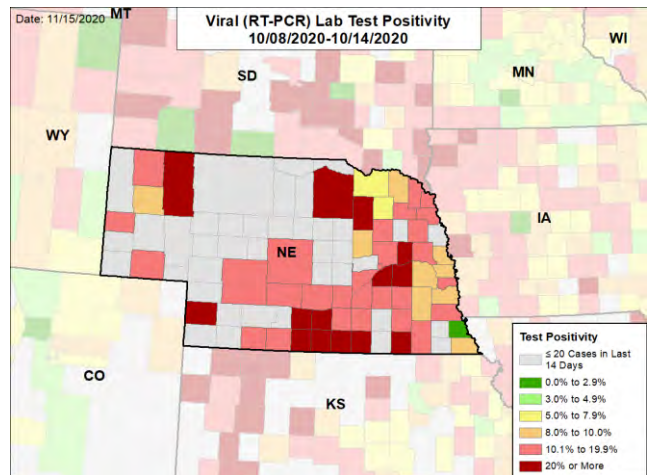 Date: 11/15/2020
Viral (RT-PCR) Lab Test Positivity
10/08/2020-10/14/2020
MT
WI
SD
MN
WY
IA
NE
CO
KS
Test Positivity
≤ 20 Cases in Last
14 Days
0.0% to 2.9%
3.0% to 4.9%
5.0% to 7.9%
8.0% to 10.0%
10.1% to 19.9%
20% or More